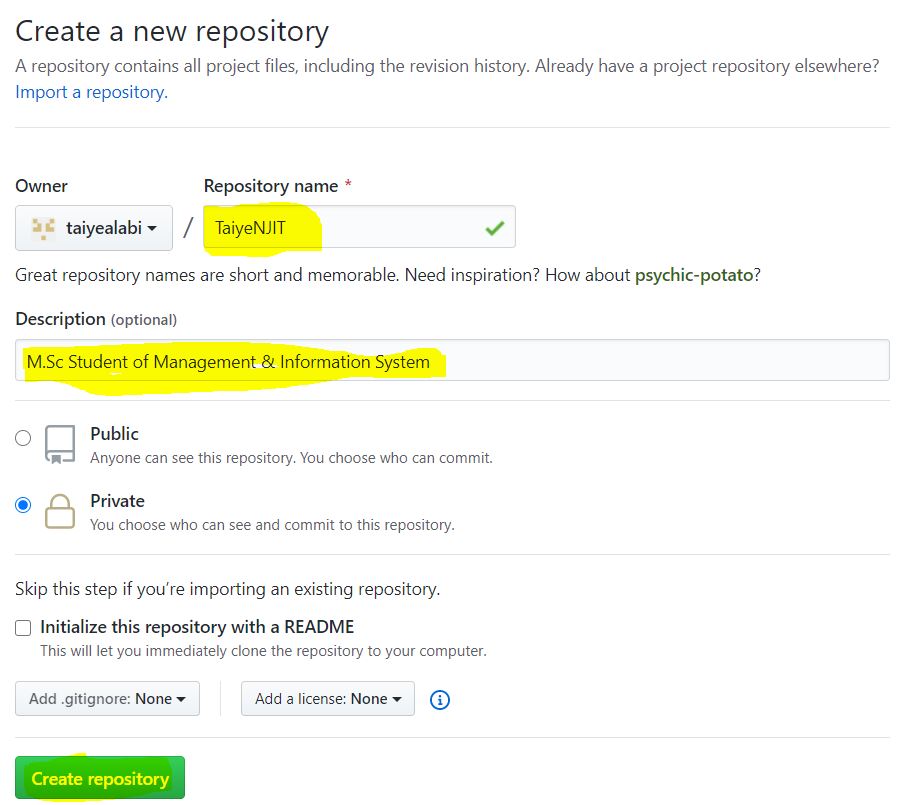 Create a new repository
A repository contains all project files, including the revision history. Already have a project repository elsewhere?
Import a repository.
Owner
Repository name *
taiyealabi / TaiyeNJIT
Great repository names are short and memorable. Need inspiration? How about psychic-potato?
Description (optional)
M.Sc Student of Management & Information System
Public
Anyone can see this repository. You choose who can commit.
Private
You choose who can see and commit to this repository.
Skip this step if you’re importing an existing repository.
Initialize this repository with a README
This will let you immediately clone the repository to your computer.
Add .gitignore: None
Add a license: None
Create repository